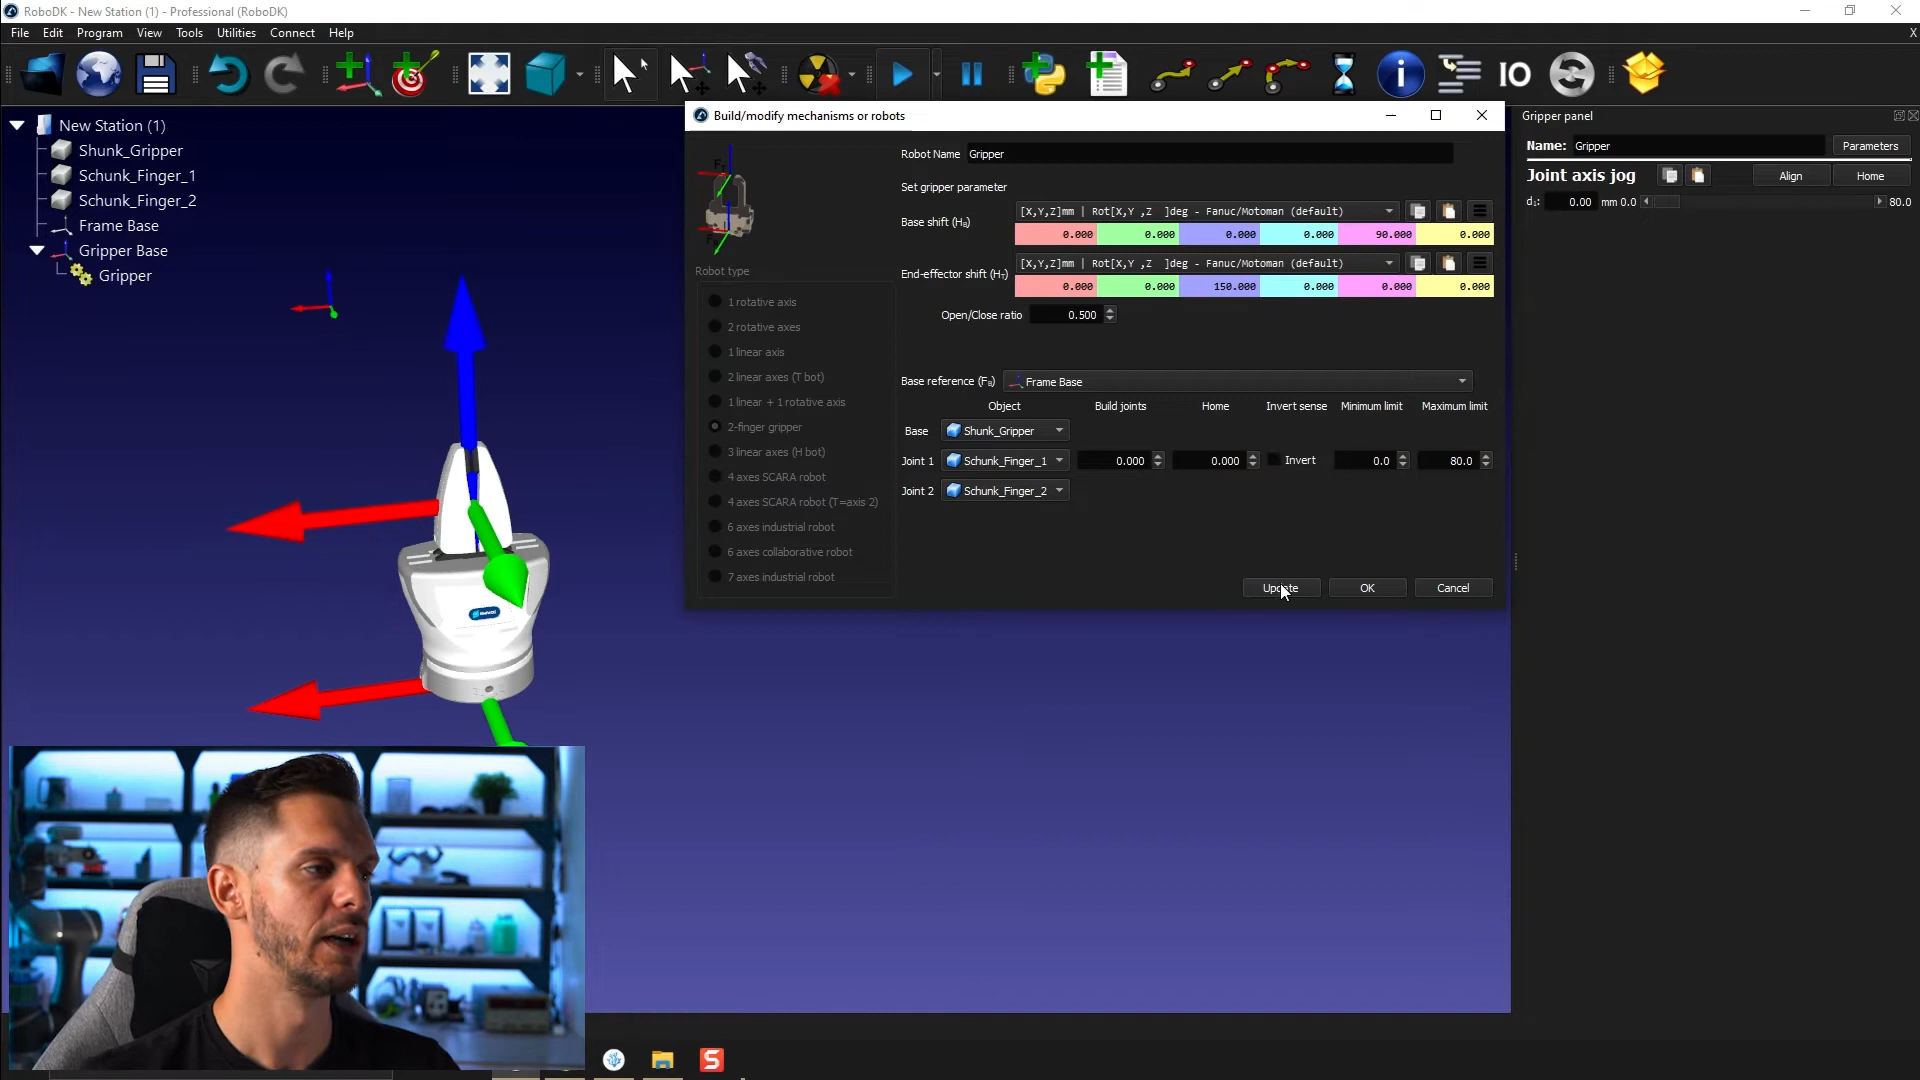 RoboDK - New Station (1) - Professional (RoboDK)
File Edit Program View Tools Utilities Connect Help
X
IO
New Station (1)
Shunk_Gripper
Schunk_Finger_1
Schunk_Finger_2
Frame Base
Gripper Base
Gripper
Build/modify mechanisms or robots
Robot Name Gripper
Set gripper parameter
Base shift (HB) [X,Y,Z]mm | Rot[X,Y ,Z ]deg - Fanuc/Motoman (default)
0.000 0.000 0.000 0.000 90.000 0.000
End-effector shift (HT) [X,Y,Z]mm | Rot[X,Y ,Z ]deg - Fanuc/Motoman (default)
0.000 0.000 150.000 0.000 0.000 0.000
Open/Close ratio 0.500
Robot type
1 rotative axis
2 rotative axes
1 linear axis
2 linear axes (T bot)
1 linear + 1 rotative axis
2-finger gripper
3 linear axes (H bot)
4 axes SCARA robot
4 axes SCARA robot (T=axis 2)
6 axes industrial robot
6 axes collaborative robot
7 axes industrial robot
Base reference (FB) Frame Base
Object Build joints Home Invert sense Minimum limit Maximum limit
Base Shunk_Gripper
Joint 1 Schunk_Finger_1 0.000 0.000 Invert 0.0 80.0
Joint 2 Schunk_Finger_2
Update OK Cancel
Gripper panel
Name: Gripper Parameters
Joint axis jog Align Home
d₁: 0.00 mm 0.0 80.0
S